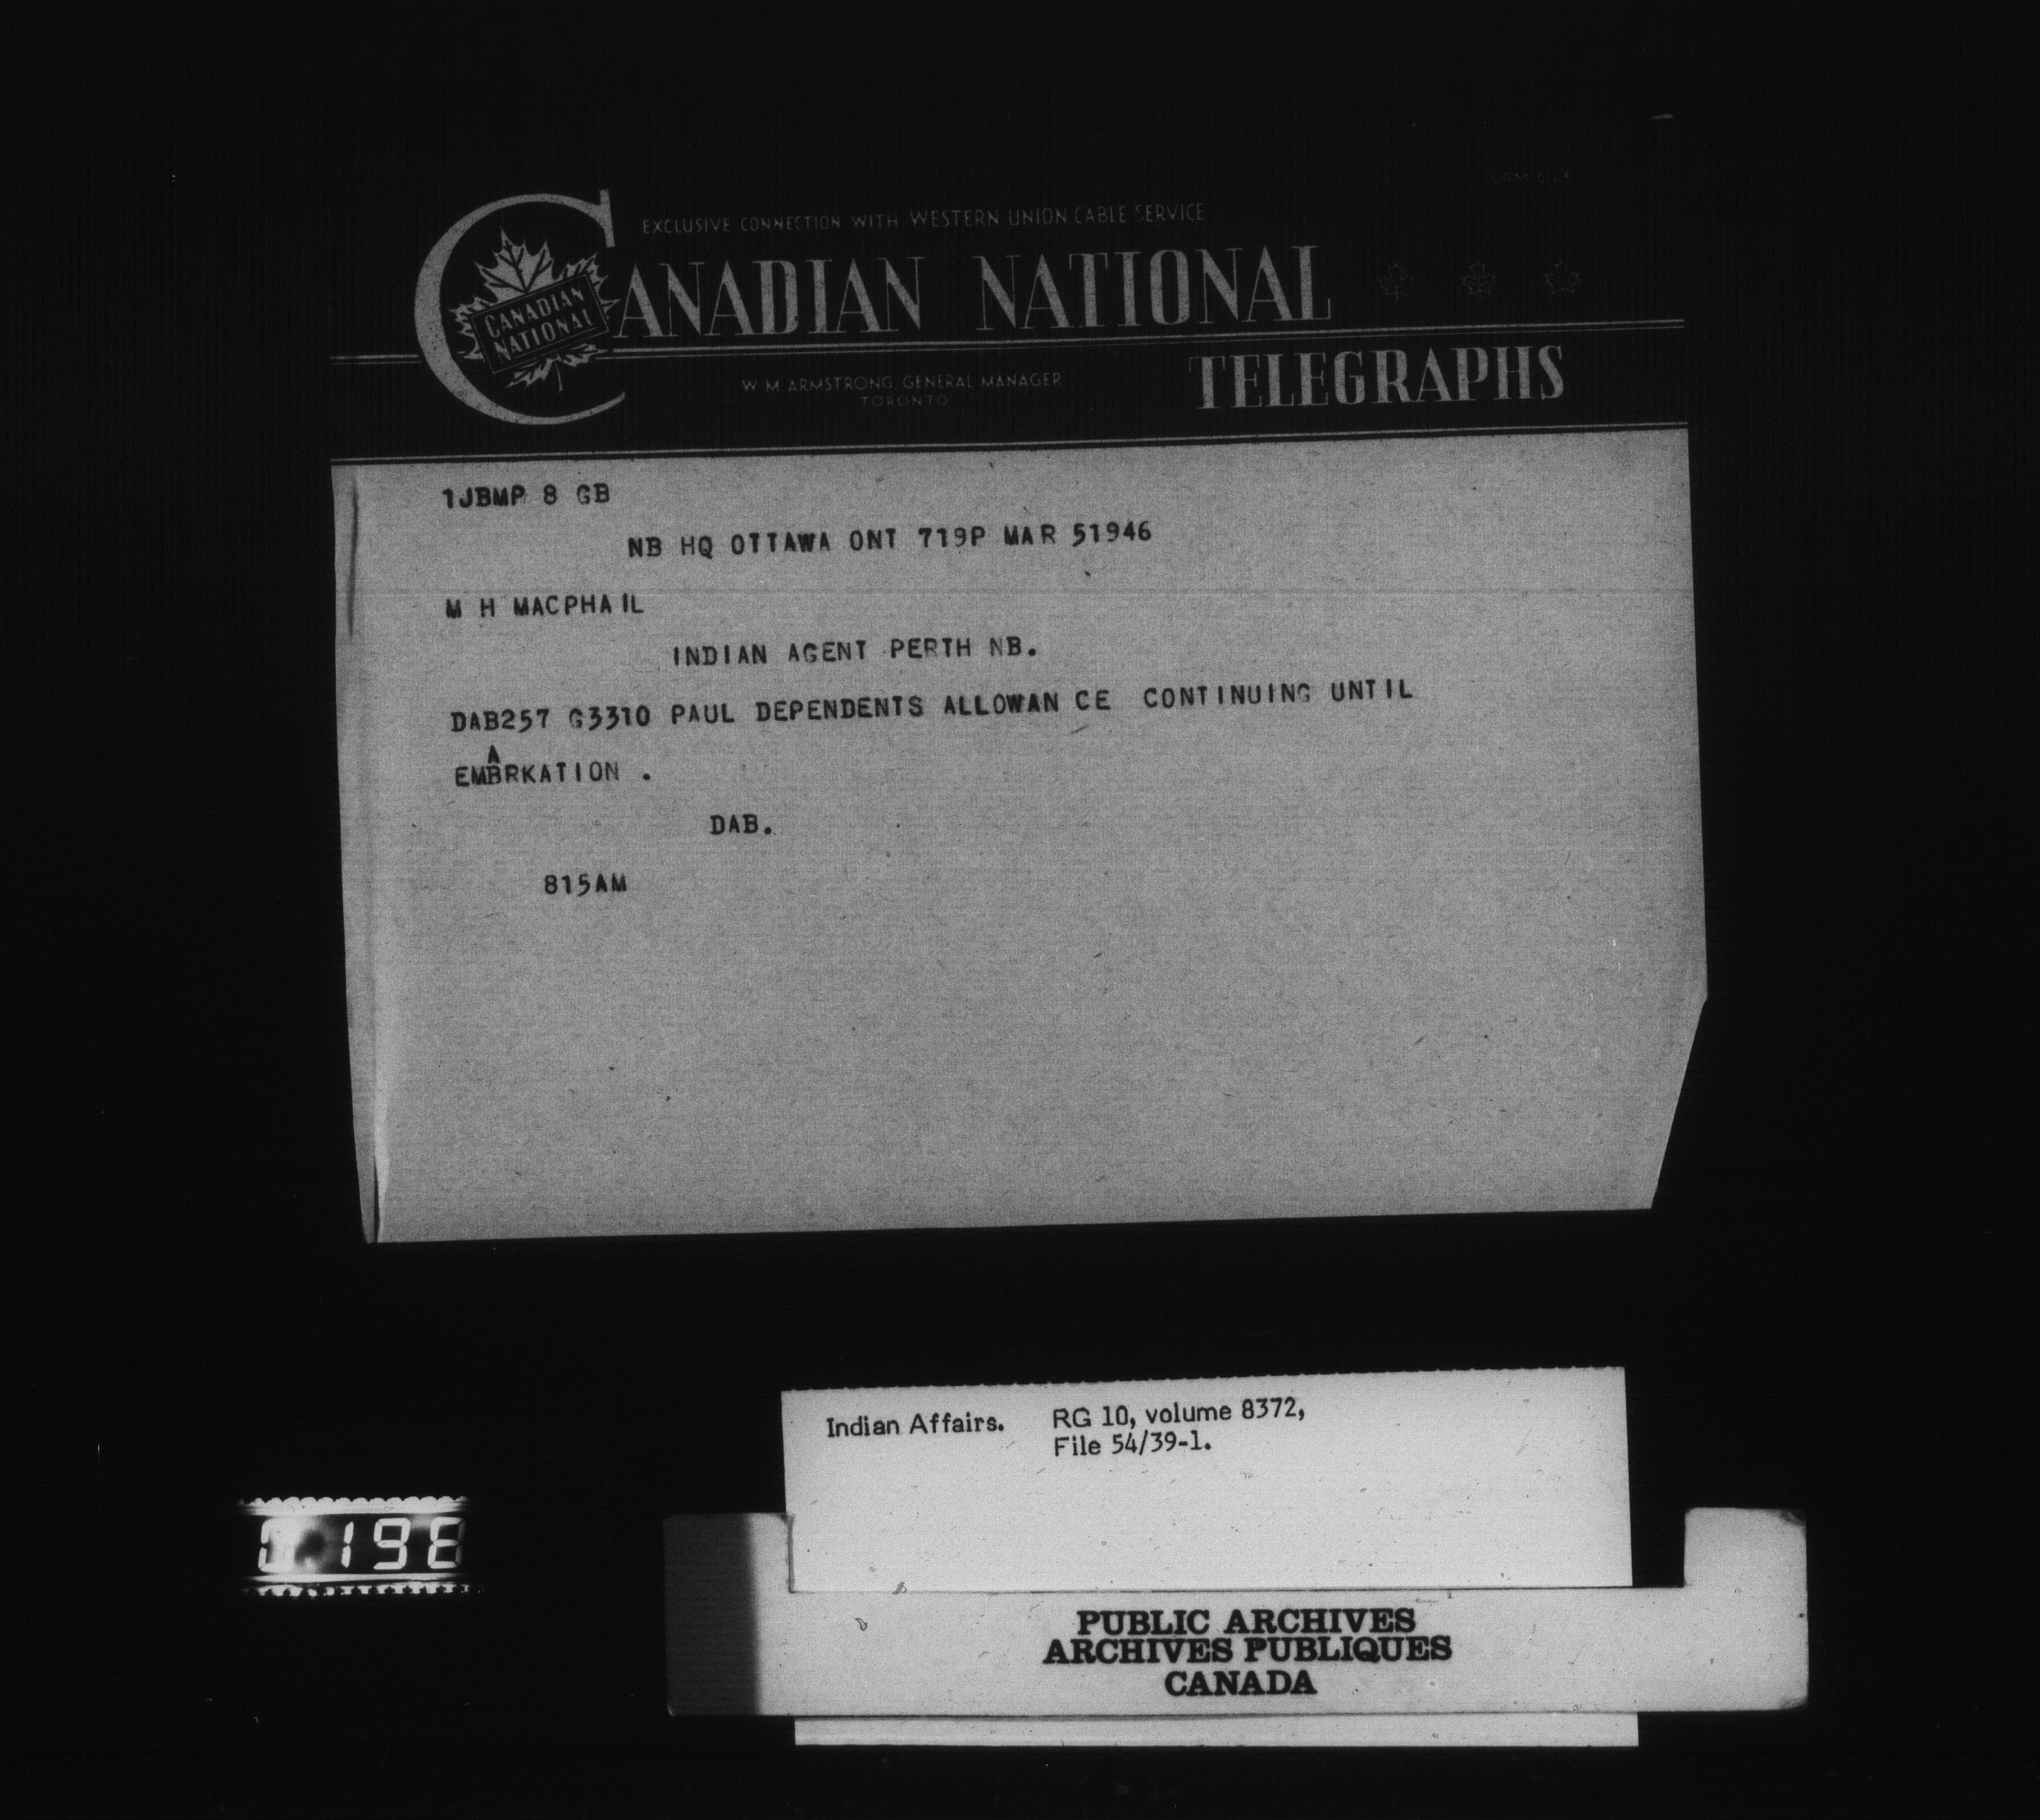 EXCLUSIVE CONNECTION WITH WESTERN UNION CABLE SERVICE
CANADIAN NATIONAL
CANADIAN
NATIONAL
TELEGRAPHS
W. M. ARMSTRONG, GENERAL MANAGER
TORONTO
1JBMP 8 GB
NB HQ OTTAWA ONT 719P MAR 51946
M H MACPHAIL
INDIAN AGENT PERTH NB.
DAB257 G3310 PAUL DEPENDENTS ALLOWAN CE CONTINUING UNTIL
A
EMBRKATION .
DAB.
815AM
Indian Affairs. RG 10, volume 8372,
File 54/39-1.
PUBLIC ARCHIVES
ARCHIVES PUBLIQUES
CANADA